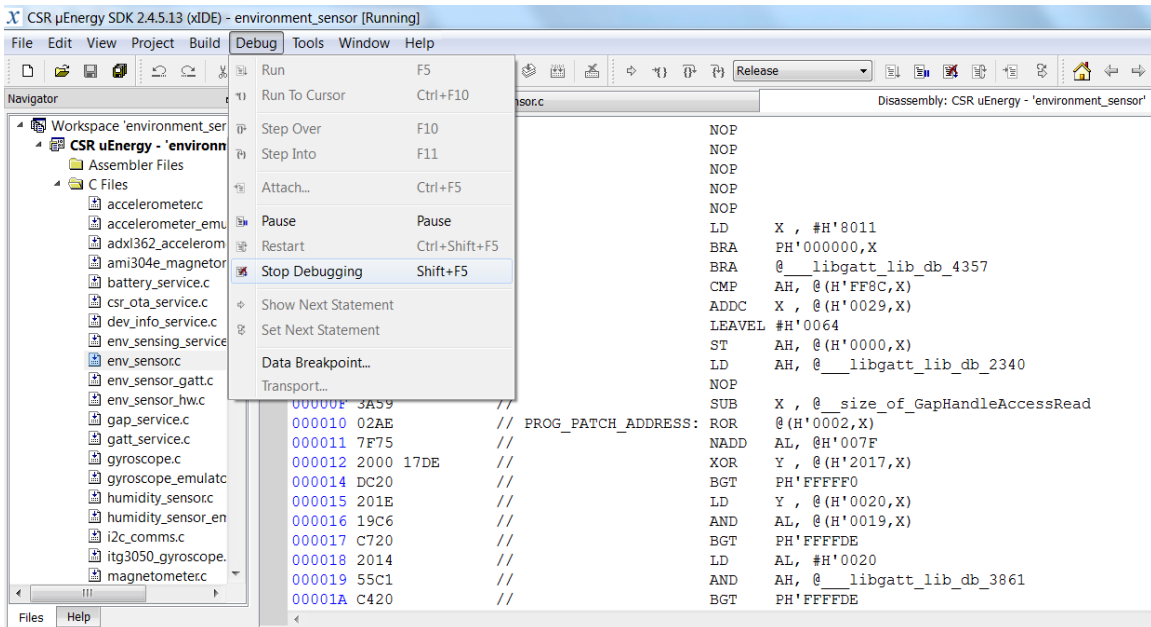 CSR µEnergy SDK 2.4.5.13 (xIDE) - environment_sensor [Running]
File Edit View Project Build Debug Tools Window Help
Release
Navigator
Disassembly: CSR uEnergy - 'environment_sensor'
Workspace 'environment_ser
CSR uEnergy - 'environm
Assembler Files
C Files
accelerometer.c
accelerometer_emu
adxl362_accelerom
ami304e_magnetor
battery_service.c
csr_ota_service.c
dev_info_service.c
env_sensing_service
env_sensor.c
env_sensor_gatt.c
env_sensor_hw.c
gap_service.c
gatt_service.c
gyroscope.c
gyroscope_emulatc
humidity_sensor.c
humidity_sensor_em
i2c_comms.c
itg3050_gyroscope.
magnetometer.c
Files Help
Run F5
Run To Cursor Ctrl+F10
Step Over F10
Step Into F11
Attach... Ctrl+F5
Pause Pause
Restart Ctrl+Shift+F5
Stop Debugging Shift+F5
Show Next Statement
Set Next Statement
Data Breakpoint...
Transport...
nsor.c
NOP
NOP
NOP
NOP
NOP
LD X , #H'8011
BRA PH'000000,X
BRA @___libgatt_lib_db_4357
CMP AH, @(H'FF8C,X)
ADDC X , @(H'0029,X)
LEAVEL #H'0064
ST AH, @(H'0000,X)
LD AH, @___libgatt_lib_db_2340
NOP
00000F 3A59 // SUB X , @__size_of_GapHandleAccessRead
000010 02AE // PROG_PATCH_ADDRESS: ROR @(H'0002,X)
000011 7F75 // NADD AL, @H'007F
000012 2000 17DE // XOR Y , @(H'2017,X)
000014 DC20 // BGT PH'FFFFF0
000015 201E // LD Y , @(H'0020,X)
000016 19C6 // AND AL, @(H'0019,X)
000017 C720 // BGT PH'FFFFDE
000018 2014 // LD AL, #H'0020
000019 55C1 // AND AH, @___libgatt_lib_db_3861
00001A C420 // BGT PH'FFFFDE